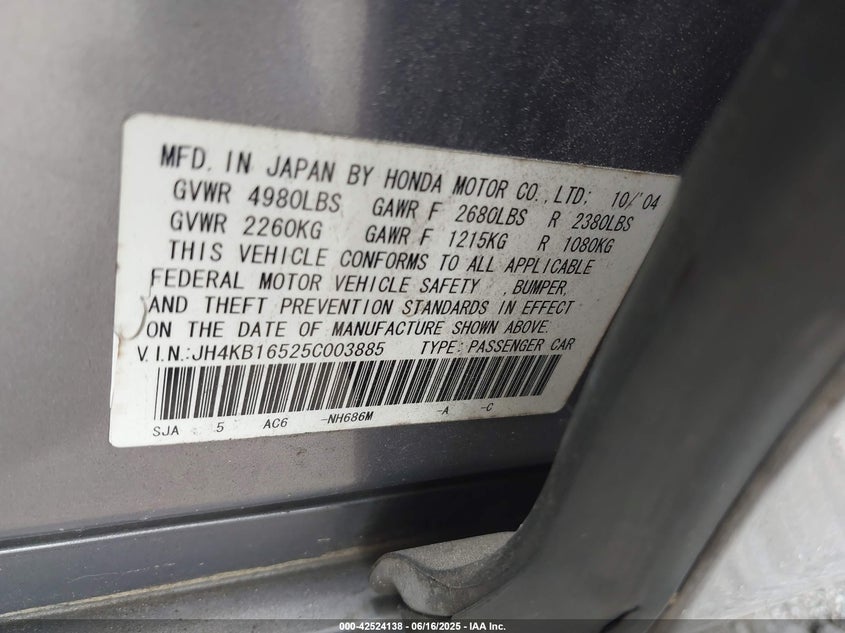 MFD. IN JAPAN BY HONDA MOTOR CO., LTD; 10/'04
GVWR 4980LBS GAWR F 2680LBS R 2380LBS
GVWR 2260KG GAWR F 1215KG R 1080KG
THIS VEHICLE CONFORMS TO ALL APPLICABLE
FEDERAL MOTOR VEHICLE SAFETY , BUMPER,
AND THEFT PREVENTION STANDARDS IN EFFECT
ON THE DATE OF MANUFACTURE SHOWN ABOVE.
V.I.N.:JH4KB16525C003885 TYPE: PASSENGER CAR
SJA 5 AC6 -NH686M -A -C
000-42524138 - 06/16/2025 - IAA Inc.